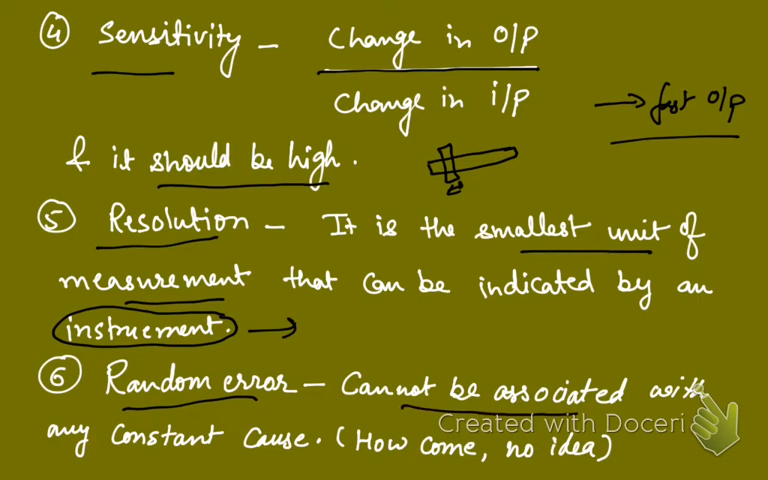 ④ Sensitivity - Change in O/P
Change in i/P
→ fast O/P
& it should be high.
⑤ Resolution - It is the smallest unit of
measurement that can be indicated by an
instruement. →
⑥ Random error - Cannot be associated with
Created with Doceri
any constant cause. (How come, no idea)